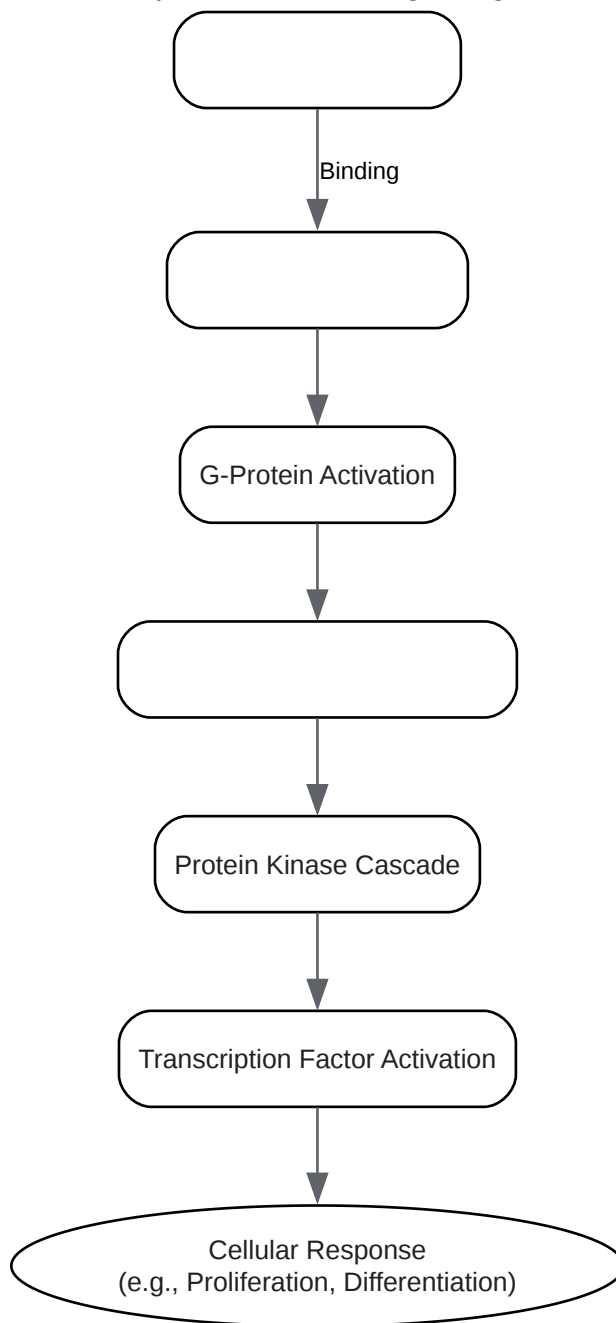 Binding
G-Protein Activation
Protein Kinase Cascade
Transcription Factor Activation
Cellular Response
(e.g., Proliferation, Differentiation)